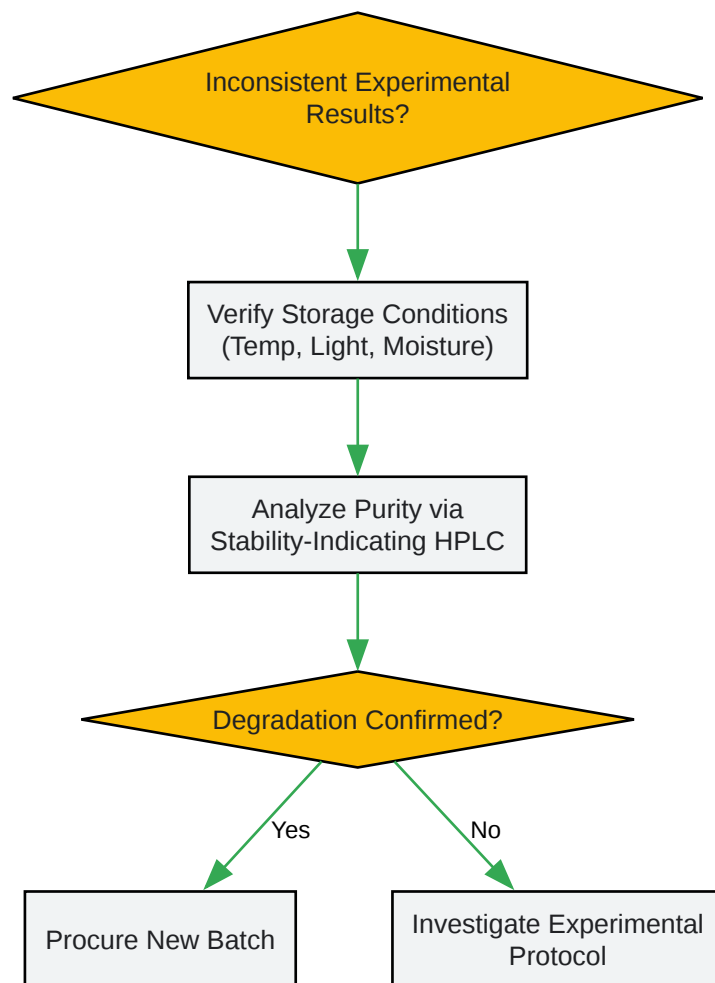 Inconsistent Experimental
Results?
Verify Storage Conditions
(Temp, Light, Moisture)
Analyze Purity via
Stability-Indicating HPLC
Degradation Confirmed?
Yes
No
Procure New Batch
Investigate Experimental
Protocol